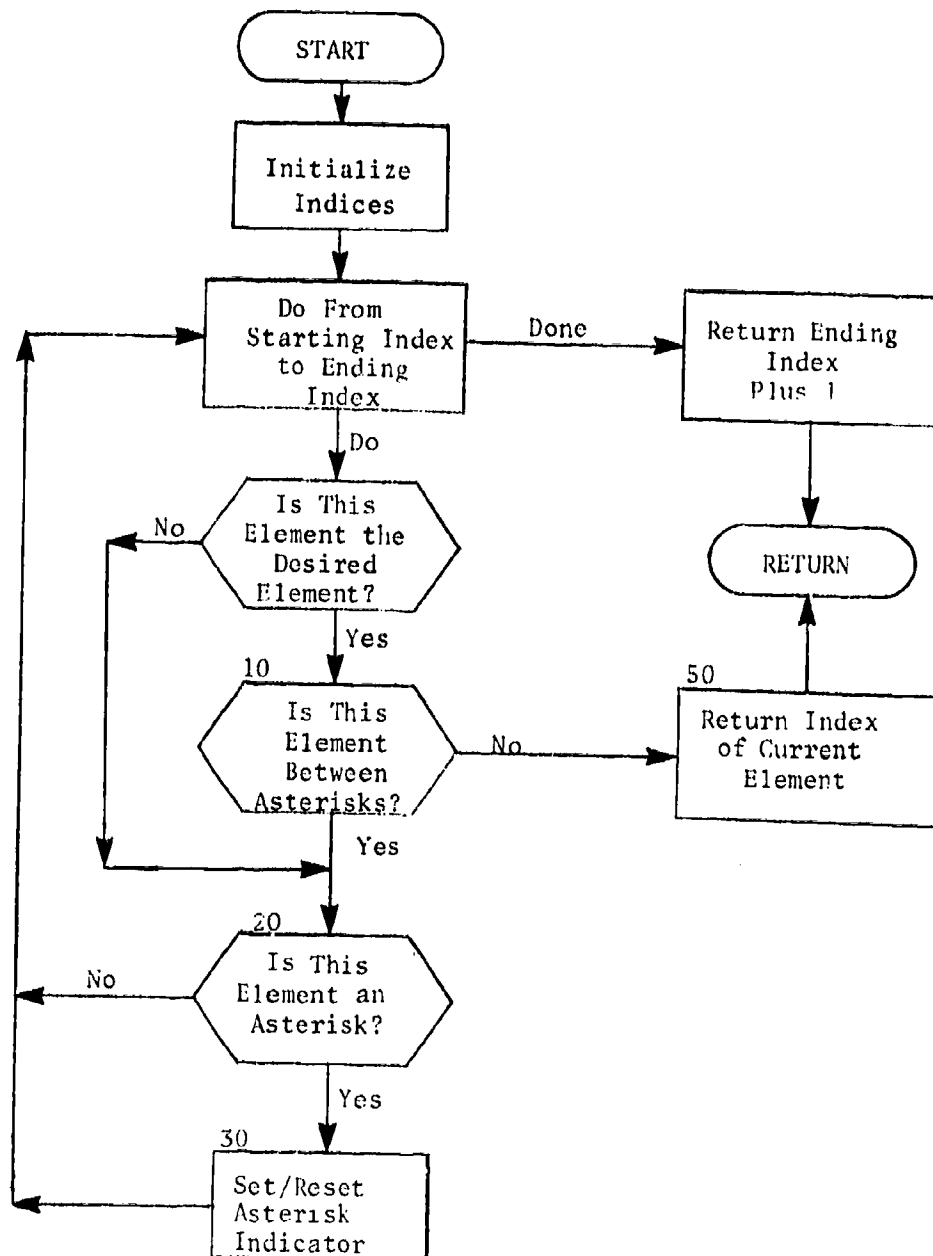 START
Initialize
Indices
Do From
Starting Index
to Ending
Index
Done
Return Ending
Index
Plus 1
Do
Is This
Element the
Desired
Element?
No
RETURN
Yes
10
Is This
Element
Between
Asterisks?
No
50
Return Index
of Current
Element
Yes
20
Is This
Element an
Asterisk?
No
Yes
30
Set/Reset
Asterisk
Indicator